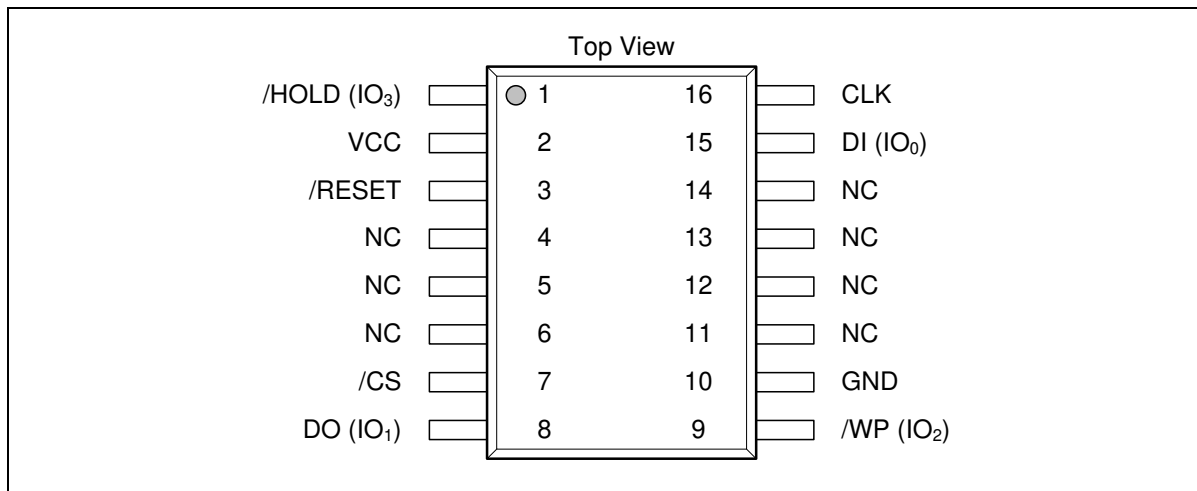 Top View
/HOLD (IO₃) 1 16 CLK
VCC 2 15 DI (IO₀)
/RESET 3 14 NC
NC 4 13 NC
NC 5 12 NC
NC 6 11 NC
/CS 7 10 GND
DO (IO₁) 8 9 /WP (IO₂)